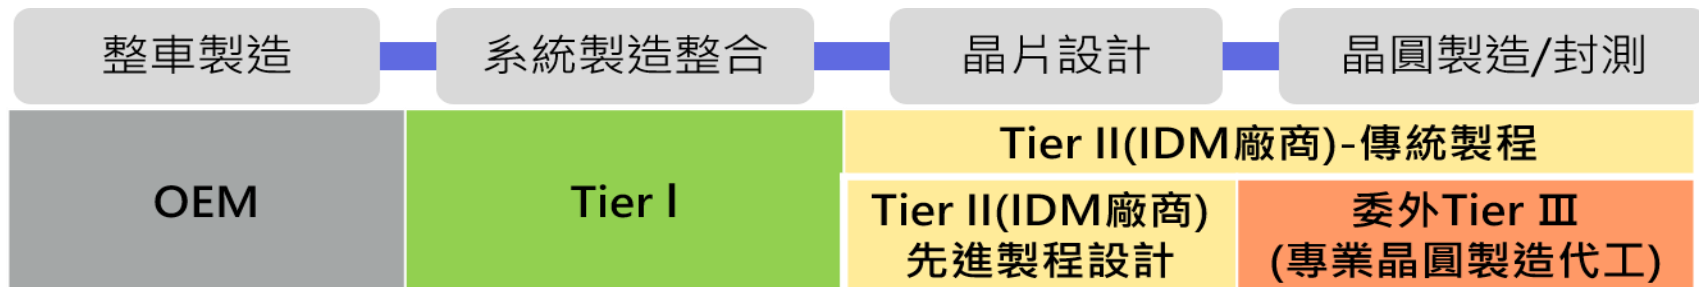 整車製造
系統製造整合
晶片設計
晶圓製造/封測
OEM
Tier Ⅰ
Tier II(IDM廠商)-傳統製程
Tier II(IDM廠商)
先進製程設計
委外Tier Ⅲ
(專業晶圓製造代工)